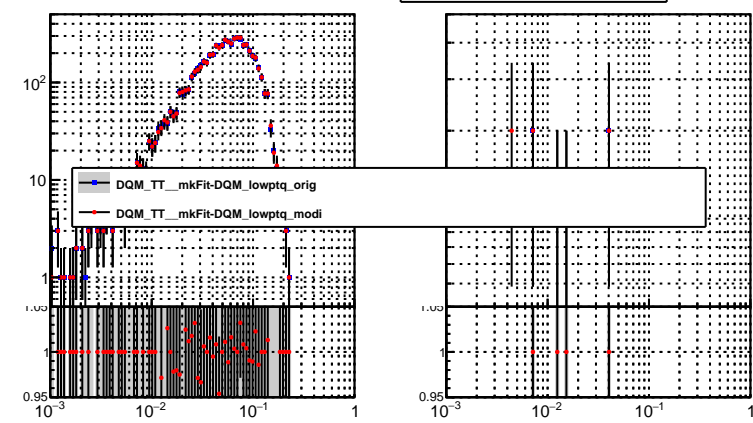 10²
10
DQM_TT__mkFit-DQM_lowptq_orig
DQM_TT__mkFit-DQM_lowptq_modi
1
1.05 1.05
1 1
0.95 0.95
10⁻³ 10⁻² 10⁻¹ 1 10⁻³ 10⁻² 10⁻¹ 1